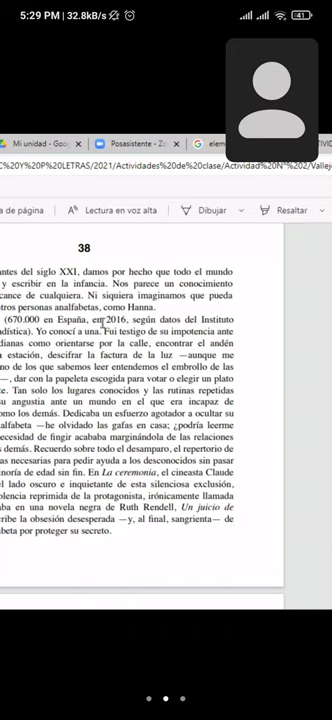 5:29 PM | 32.8kB/s
41
Mi unidad - Goo
Posasistente - Zo
elem
C%20Y%20P%20LETRAS/2021/Actividades%20de%20clase/Actividad%20N°%202/Vallej
a de página
Lectura en voz alta
Dibujar
Resaltar
38
antes del siglo XXI, damos por hecho que todo el mundo
y escribir en la infancia. Nos parece un conocimiento
cance de cualquiera. Ni siquiera imaginamos que pueda
otros personas analfabetas, como Hanna.
(670.000 en España, en 2016, según datos del Instituto
dística). Yo conocí a una. Fui testigo de su impotencia ante
dianas como orientarse por la calle, encontrar el andén
a estación, descifrar la factura de la luz —aunque me
no de los que sabemos leer entendemos el embrollo de las
—, dar con la papeleta escogida para votar o elegir un plato
te. Tan solo los lugares conocidos y las rutinas repetidas
su angustia ante un mundo en el que era incapaz de
omo los demás. Dedicaba un esfuerzo agotador a ocultar su
alfabeta —he olvidado las gafas en casa; ¿podría leerme
ecesidad de fingir acababa marginándola de las relaciones
s demás. Recuerdo sobre todo el desamparo, el repertorio de
as necesarias para pedir ayuda a los desconocidos sin pasar
inoría de edad sin fin. En La ceremonia, el cineasta Claude
el lado oscuro e inquietante de esta silenciosa exclusión,
olencia reprimida de la protagonista, irónicamente llamada
aba en una novela negra de Ruth Rendell, Un juicio de
cribe la obsesión desesperada —y, al final, sangrienta— de
beta por proteger su secreto.